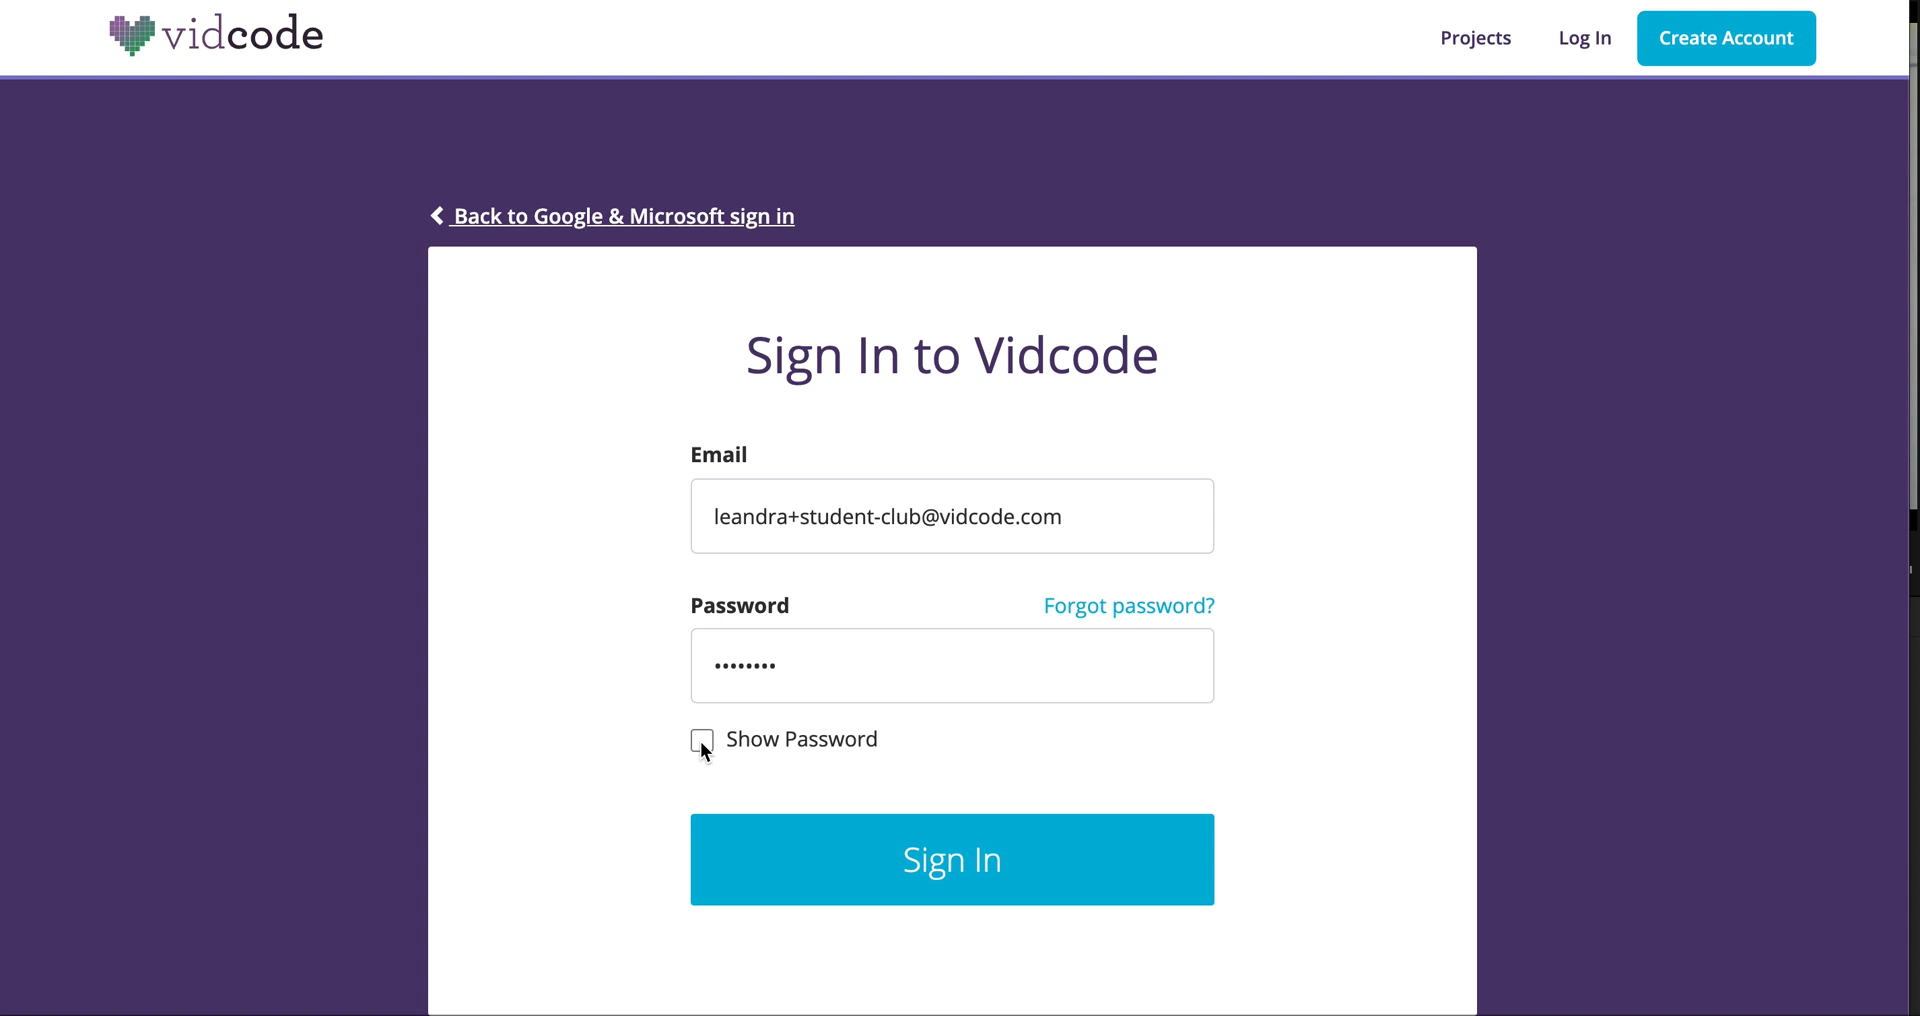 vidcode
Projects
Log In
Create Account
Back to Google & Microsoft sign in
Sign In to Vidcode
Email
leandra+student-club@vidcode.com
Password
Forgot password?
••••••••
Show Password
Sign In